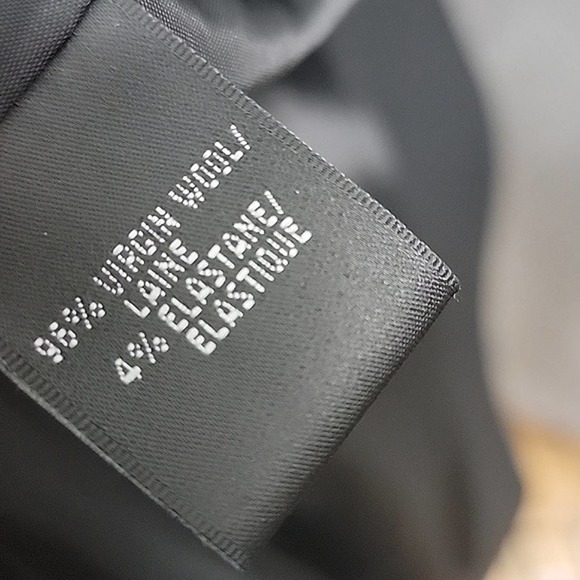 96% VIRGIN WOOL/
LAINE
4% ELASTANE/
ELASTIQUE